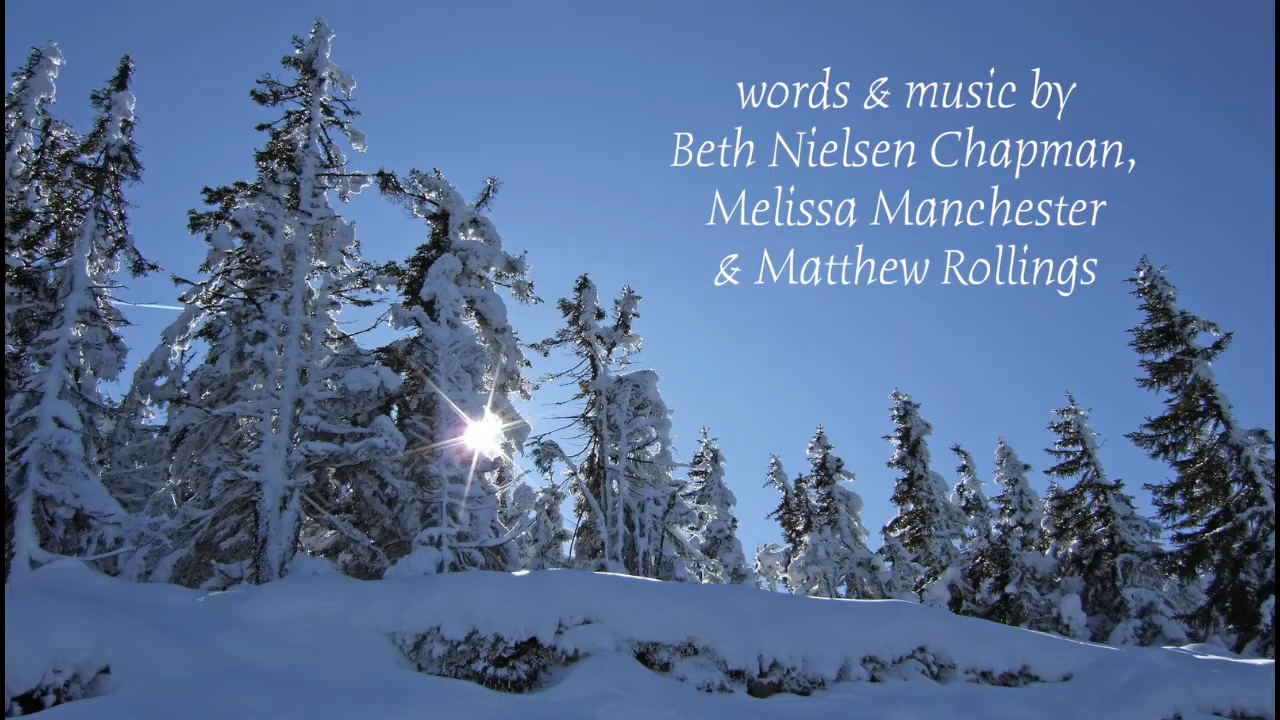 words & music by
Beth Nielsen Chapman,
Melissa Manchester
& Matthew Rollings